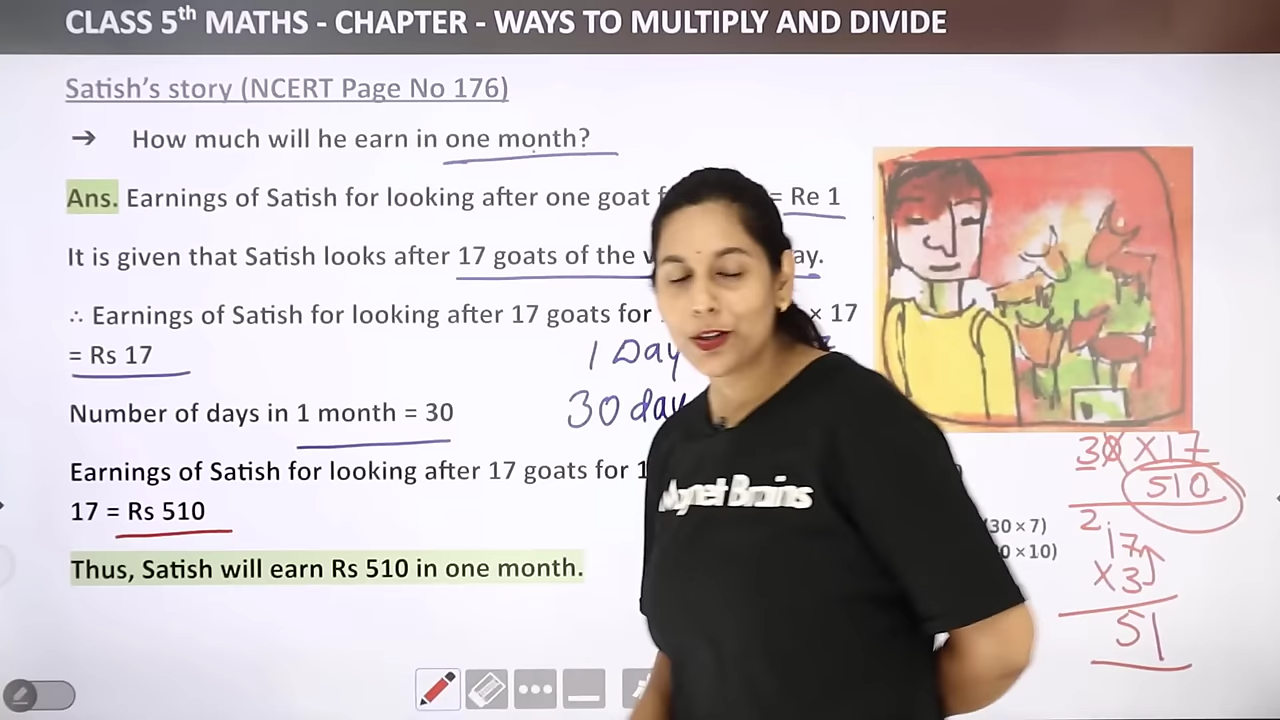 CLASS 5th MATHS - CHAPTER - WAYS TO MULTIPLY AND DIVIDE
Satish's story (NCERT Page No 176)
→ How much will he earn in one month?
Ans. Earnings of Satish for looking after one goat = Re 1
It is given that Satish looks after 17 goats of the
∴ Earnings of Satish for looking after 17 goats for × 17
= Rs 17
1 Day
30 day
Number of days in 1 month = 30
Earnings of Satish for looking after 17 goats for 1
17 = Rs 510
Thus, Satish will earn Rs 510 in one month.
Magnet Brains
30 × 17
510
(30 × 7)
× 10)
2
17
× 3
51